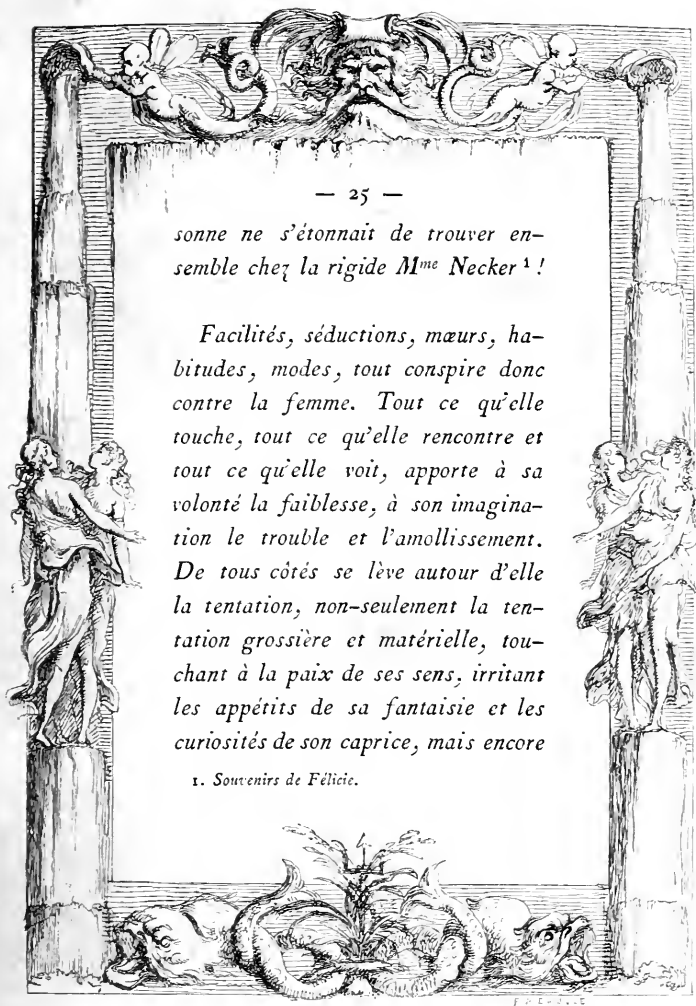 — 25 —
sonne ne s'étonnait de trouver en-
semble chez la rigide Mme Necker 1 !
Facilités, séductions, mœurs, ha-
bitudes, modes, tout conspire donc
contre la femme. Tout ce qu'elle
touche, tout ce qu'elle rencontre et
tout ce qu'elle voit, apporte à sa
volonté la faiblesse, à son imagina-
tion le trouble et l'amollissement.
De tous côtés se lève autour d'elle
la tentation, non-seulement la ten-
tation grossière et matérielle, tou-
chant à la paix de ses sens, irritant
les appétits de sa fantaisie et les
curiosités de son caprice, mais encore
1. Souvenirs de Félicie.